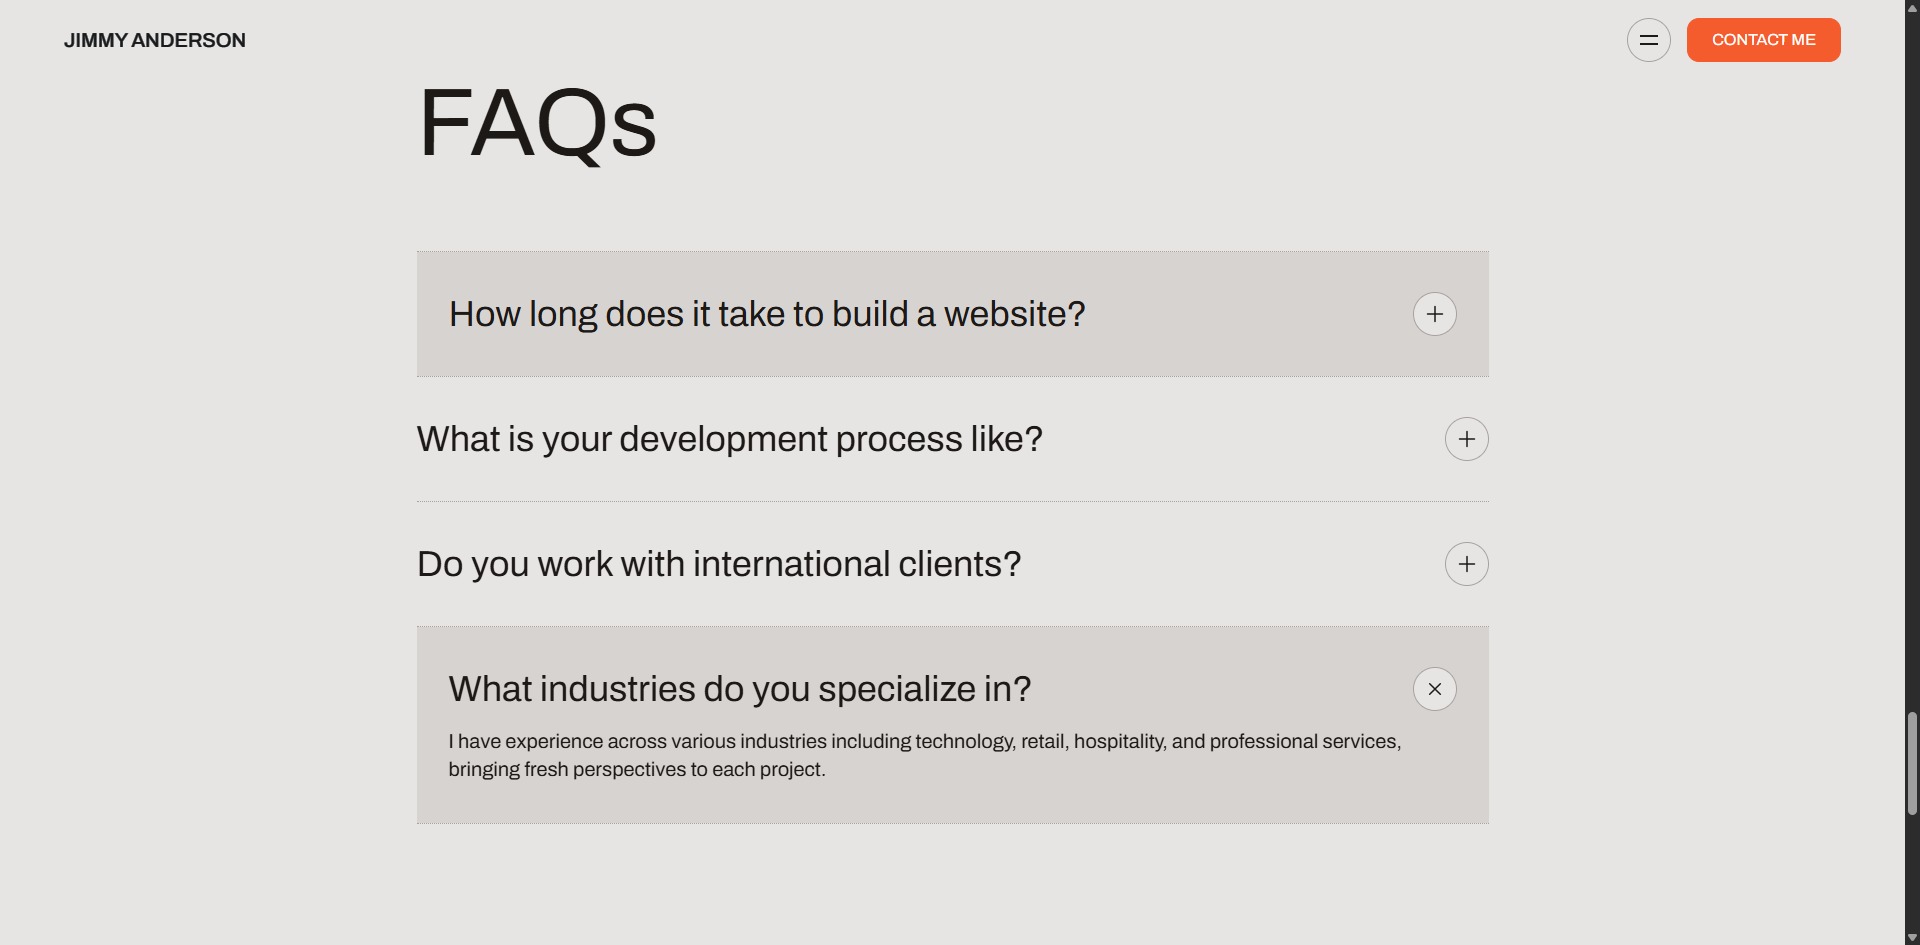 JIMMY ANDERSON
CONTACT ME
FAQs
How long does it take to build a website?
What is your development process like?
Do you work with international clients?
What industries do you specialize in?
I have experience across various industries including technology, retail, hospitality, and professional services,
bringing fresh perspectives to each project.